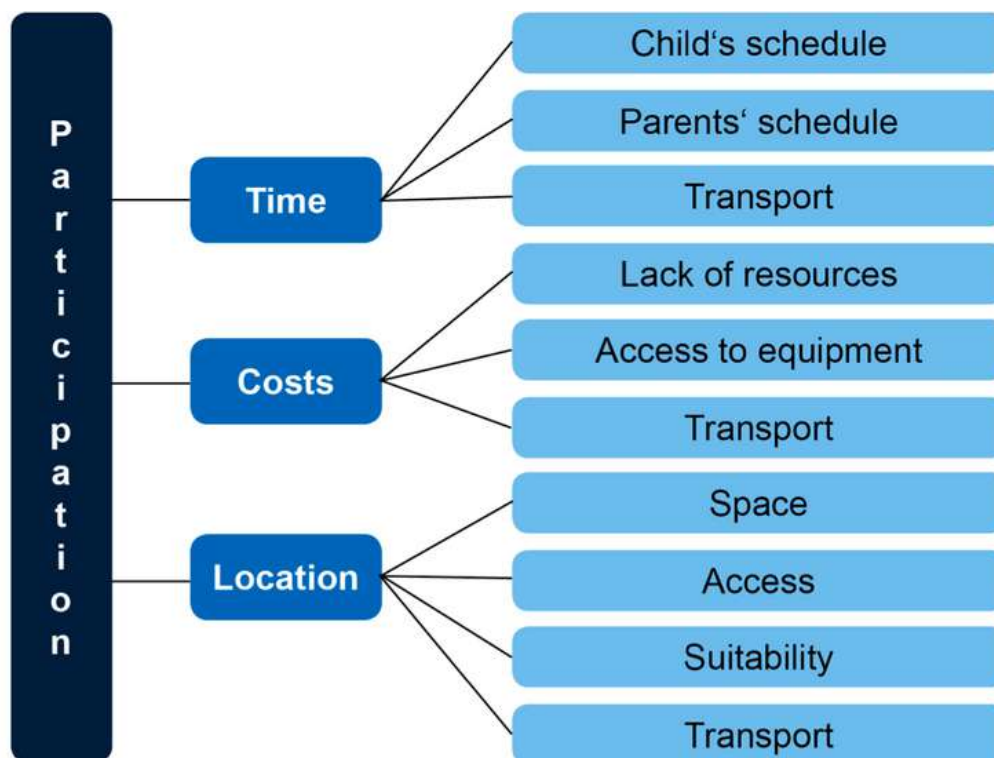 Participation
Time
Child‘s schedule
Parents‘ schedule
Transport
Costs
Lack of resources
Access to equipment
Transport
Location
Space
Access
Suitability
Transport